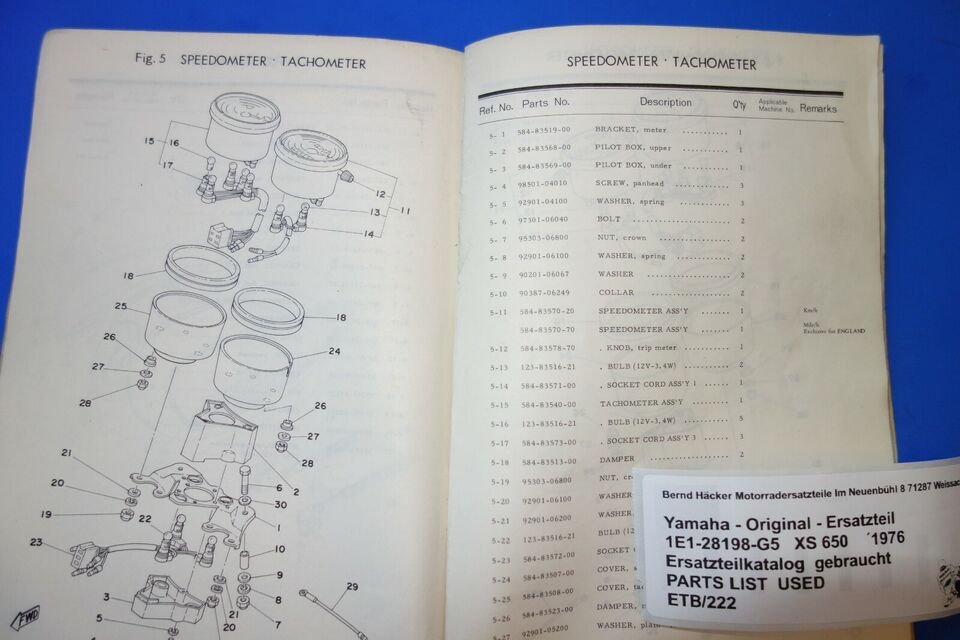 Fig. 5 SPEEDOMETER · TACHOMETER
15
16
17
12
13
11
14
18
25
18
26
24
27
28
26
27
28
21
6
2
20
30
19
22
1
23
10
9
3
8
29
21
7
5
20
FWD
SPEEDOMETER · TACHOMETER
Ref. No. Parts No. Description Q'ty Applicable Machine No. Remarks
5- 1 584-83519-00 BRACKET, meter ........... 1
5- 2 584-83568-00 PILOT BOX, upper ........... 1
5- 3 584-83569-00 PILOT BOX, under ........... 1
5- 4 98501-04010 SCREW, panhead ............. 3
5- 5 92901-04100 WASHER, spring ............. 3
5- 6 97301-06040 BOLT ..................... 2
5- 7 95303-06800 NUT, crown ............... 2
5- 8 92901-06100 WASHER, spring ............. 2
5- 9 90201-06067 WASHER ................... 2
5-10 90387-06249 COLLAR .................. 2
5-11 584-83570-20 SPEEDOMETER ASS'Y ....... 1 Km/h
584-83570-70 SPEEDOMETER ASS'Y ....... 1 Mile/h
Exclusive for ENGLAND
5-12 584-83578-70 . KNOB, trip meter ........... 1
5-13 123-83516-21 . BULB (12V-3.4W) ........... 2
5-14 584-83571-00 . SOCKET CORD ASS'Y 1 ...... 1
5-15 584-83540-00 TACHOMETER ASS'Y ........ 1
5-16 123-83516-21 . BULB (12V-3.4W) ........... 5
5-17 584-83573-00 . SOCKET CORD ASS'Y 3 ...... 3
5-18 584-83513-00 DAMPER .................. 2
5-19 95303-06800 NUT, cr
5-20 92901-06100 WASHER
5-21 92901-06200 WASHER
5-22 123-83516-21 BULB (12
5-23 584-83572-00 SOCKET
5-24 584-83507-00 COVER, s
5-25 584-83508-00 COVER, ta
5-26 584-83523-00 DAMPER,
5-27 92901-05200 WASHER, plain
Bernd Häcker Motorradersatzteile Im Neuenbühl 8 71287 Weissac
Yamaha - Original - Ersatzteil
1E1-28198-G5 XS 650 ´1976
Ersatzteilkatalog gebraucht
PARTS LIST USED
ETB/222